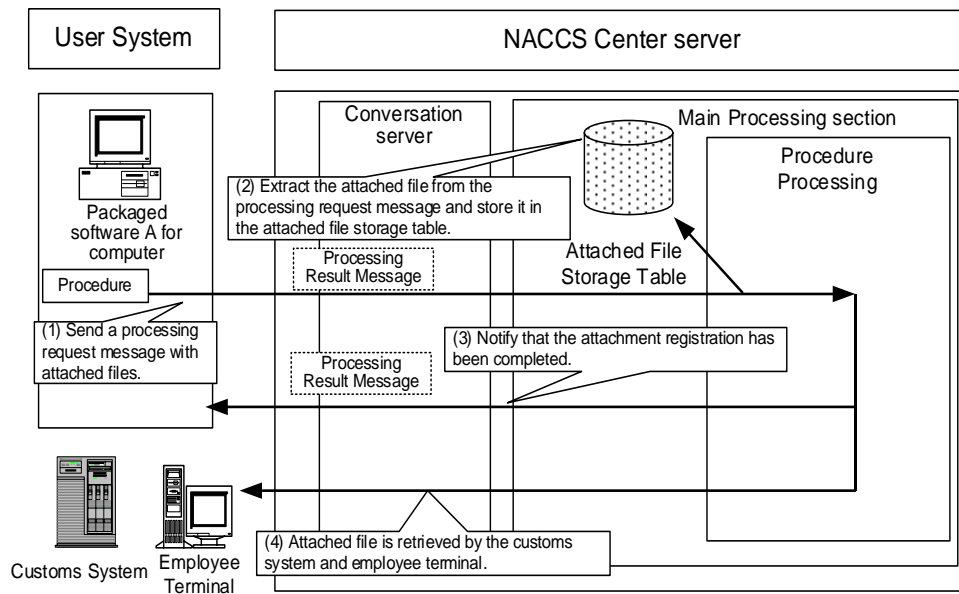 User System
NACCS Center server
Conversation
server
Main Processing section
Procedure
Processing
(2) Extract the attached file from the
processing request message and store it in
the attached file storage table.
Packaged
software A for
computer
Attached File
Storage Table
Processing
Result Message
Procedure
(1) Send a processing
request message with
attached files.
(3) Notify that the attachment registration has
been completed.
Processing
Result Message
(4) Attached file is retrieved by the customs
system and employee terminal.
Customs System
Employee
Terminal